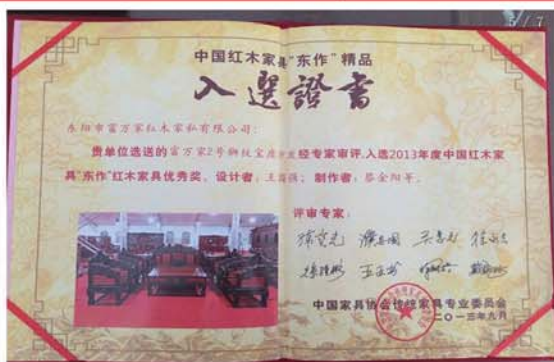 5 / 7
中国红木家具“东作”精品
入選證書
东阳市富万家红木家私有限公司：
贵单位选送的富万家2号狮纹宝座沙发经专家审评，入选2013年度中国红木家
具“东作”红木家具优秀奖。设计者：王 强；制作者：蔡金阳等。
评审专家：
中国家具协会传统家具专业委员会
二〇一三年九月